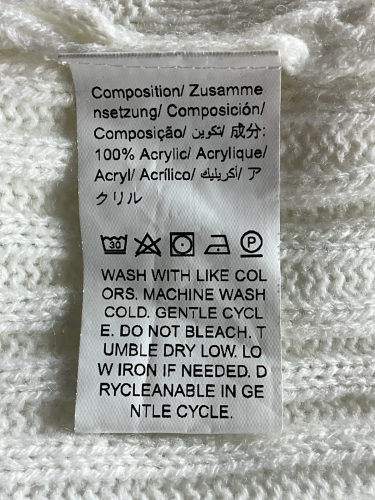 Composition/ Zusamme
nsetzung/ Composición/
Composição/ تكوين/ 成分:
100% Acrylic/ Acrylique/
Acryl/ Acrílico/ أكريليك/ ア
クリル
30 P
WASH WITH LIKE COL
ORS. MACHINE WASH
COLD. GENTLE CYCL
E. DO NOT BLEACH. T
UMBLE DRY LOW. LO
W IRON IF NEEDED. D
RYCLEANABLE IN GE
NTLE CYCLE.